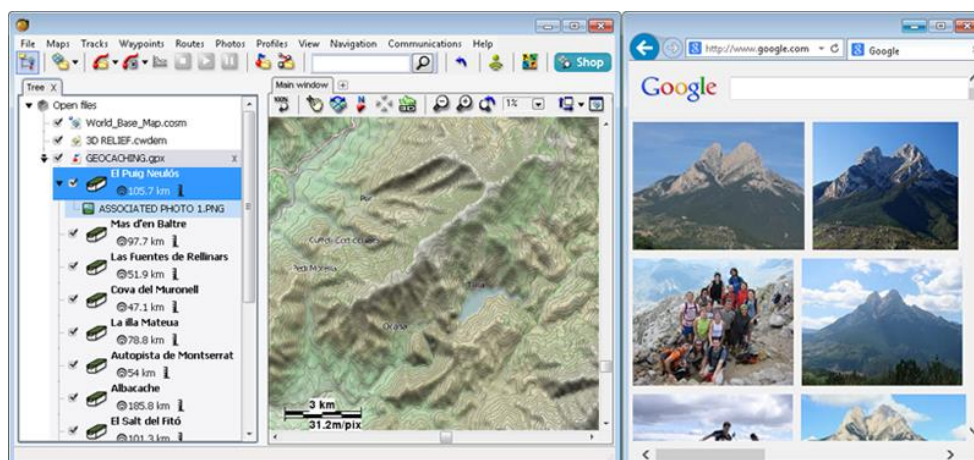 File Maps Tracks Waypoints Routes Photos Profiles View Navigation Communications Help
Shop
Tree X
Open files
World_Base_Map.cosm
3D RELIEF.cwdem
GEOCACHING.gpx x
El Puig Neulós
105.7 km
ASSOCIATED PHOTO 1.PNG
Mas d'en Baltre
97.7 km
Las Fuentes de Rellinars
51.9 km
Cova del Muronell
47.1 km
La illa Mateua
78.8 km
Autopista de Montserrat
54 km
Albacache
185.8 km
El Salt del Fitó
101.3 km
Main window
100%
1%
Ocaña
3 km
31.2m/pix
http://www.google.com
Google
Google